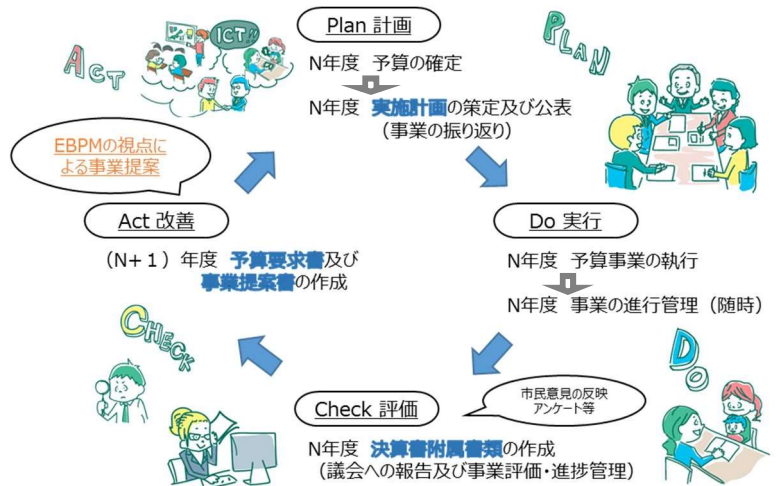 Plan 計画
N年度 予算の確定
N年度 実施計画の策定及び公表
（事業の振り返り）
PLAN
Do 実行
N年度 予算事業の執行
N年度 事業の進行管理（随時）
DO
市民意見の反映
アンケート等
Check 評価
N年度 決算書附属書類の作成
（議会への報告及び事業評価・進捗管理）
CHECK
Act 改善
（N+１）年度 予算要求書及び
事業提案書の作成
EBPMの視点に
よる事業提案
ACT
ICT!!